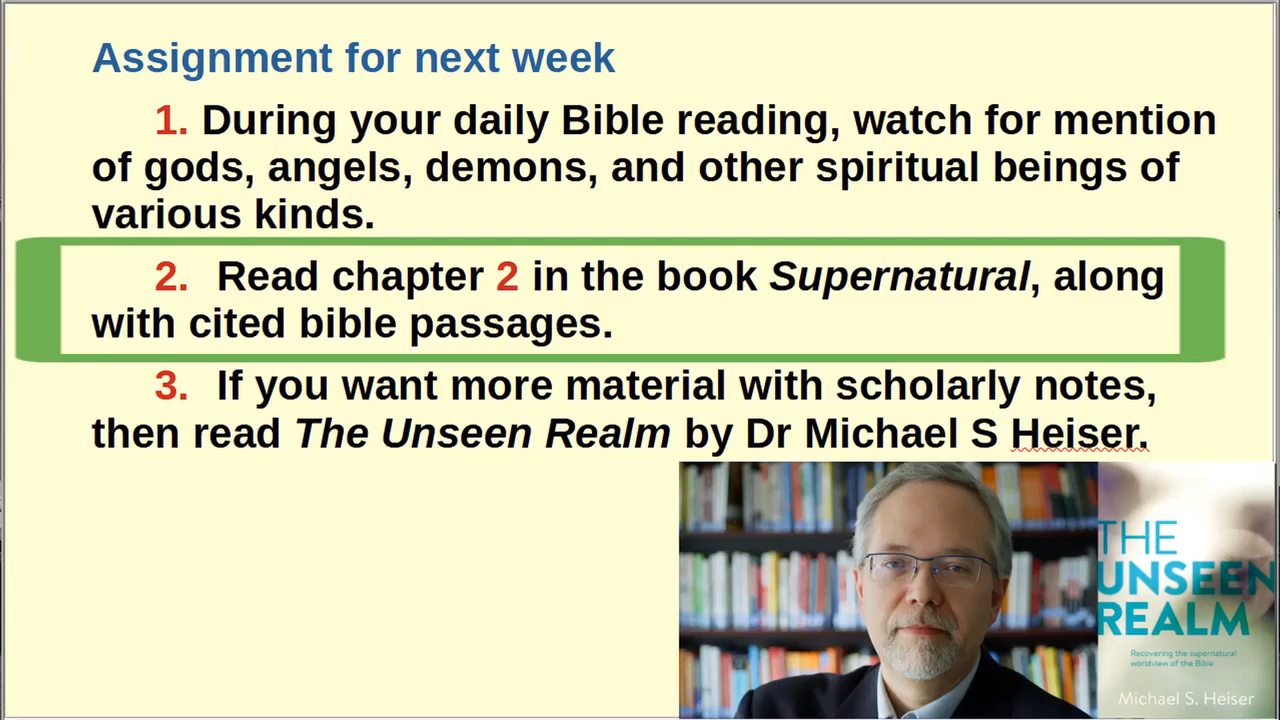 Assignment for next week
1. During your daily Bible reading, watch for mention
of gods, angels, demons, and other spiritual beings of
various kinds.
2. Read chapter 2 in the book Supernatural, along
with cited bible passages.
3. If you want more material with scholarly notes,
then read The Unseen Realm by Dr Michael S Heiser.
THE
UNSEEN
REALM
Recovering the supernatural
worldview of the Bible
Michael S. Heiser